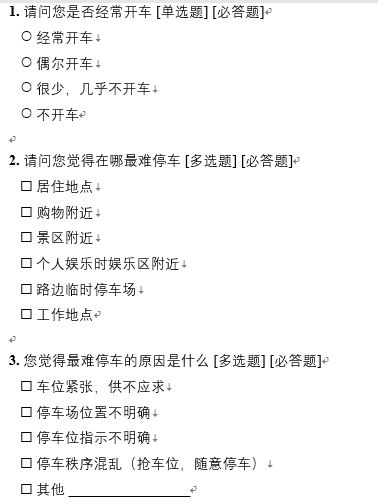 1. 请问您是否经常开车 [单选题] [必答题]
○ 经常开车
○ 偶尔开车
○ 很少，几乎不开车
○ 不开车
2. 请问您觉得在哪最难停车 [多选题] [必答题]
□ 居住地点
□ 购物附近
□ 景区附近
□ 个人娱乐时娱乐区附近
□ 路边临时停车场
□ 工作地点
3. 您觉得最难停车的原因是什么 [多选题] [必答题]
□ 车位紧张，供不应求
□ 停车场位置不明确
□ 停车位指示不明确
□ 停车秩序混乱（抢车位，随意停车）
□ 其他 ________________